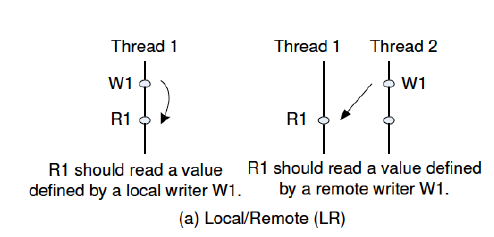 Thread 1
Thread 1 Thread 2
W1
W1
R1
R1
R1 should read a value
defined by a local writer W1.
R1 should read a value defined
by a remote writer W1.
(a) Local/Remote (LR)